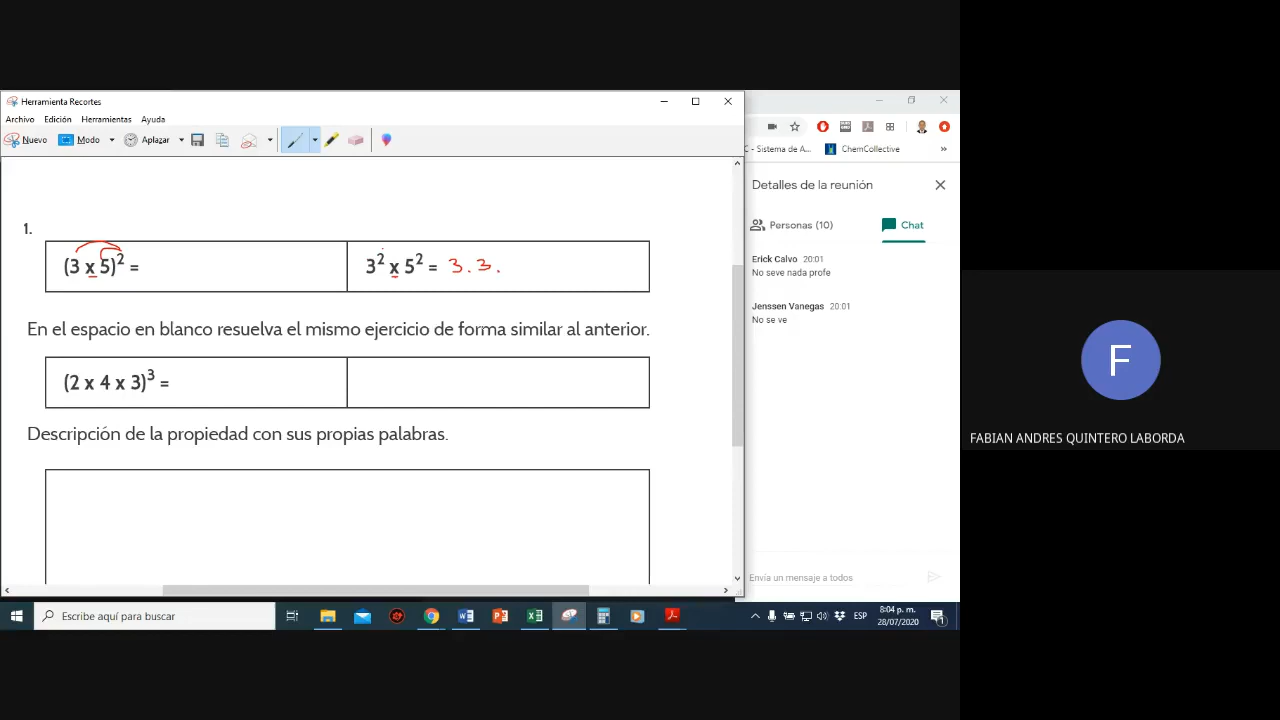 Herramienta Recortes
Archivo Edición Herramientas Ayuda
Nuevo Modo Aplazar
C - Sistema de A... ChemCollective »
1.
(3 x 5)² =
3² x 5² = 3 . 3 .
En el espacio en blanco resuelva el mismo ejercicio de forma similar al anterior.
(2 x 4 x 3)³ =
Descripción de la propiedad con sus propias palabras.
Detalles de la reunión
Personas (10) Chat
Erick Calvo 20:01
No seve nada profe
Jenssen Vanegas 20:01
No se ve
Envía un mensaje a todos
F
FABIAN ANDRES QUINTERO LABORDA
Escribe aquí para buscar
ESP
8:04 p. m.
28/07/2020